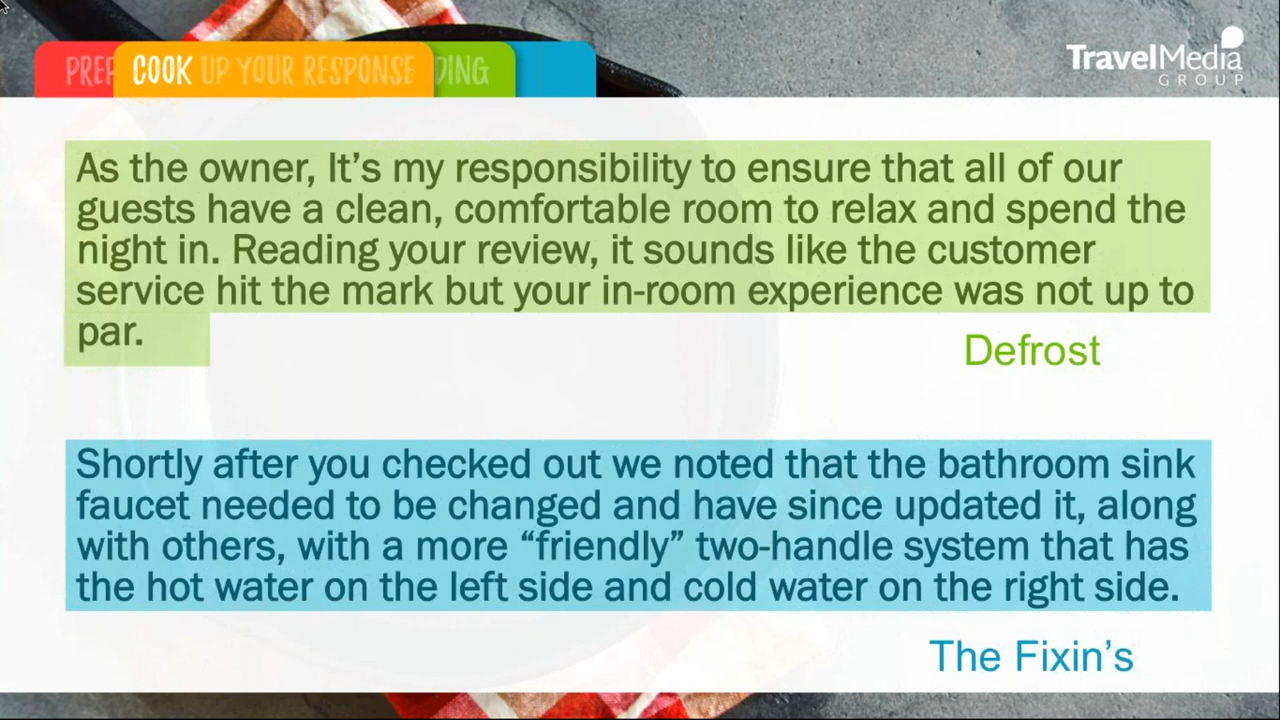 PREP
COOK UP YOUR RESPONSE
DING
TravelMedia
GROUP
As the owner, It’s my responsibility to ensure that all of our
guests have a clean, comfortable room to relax and spend the
night in. Reading your review, it sounds like the customer
service hit the mark but your in-room experience was not up to
par.
Defrost
Shortly after you checked out we noted that the bathroom sink
faucet needed to be changed and have since updated it, along
with others, with a more “friendly” two-handle system that has
the hot water on the left side and cold water on the right side.
The Fixin’s